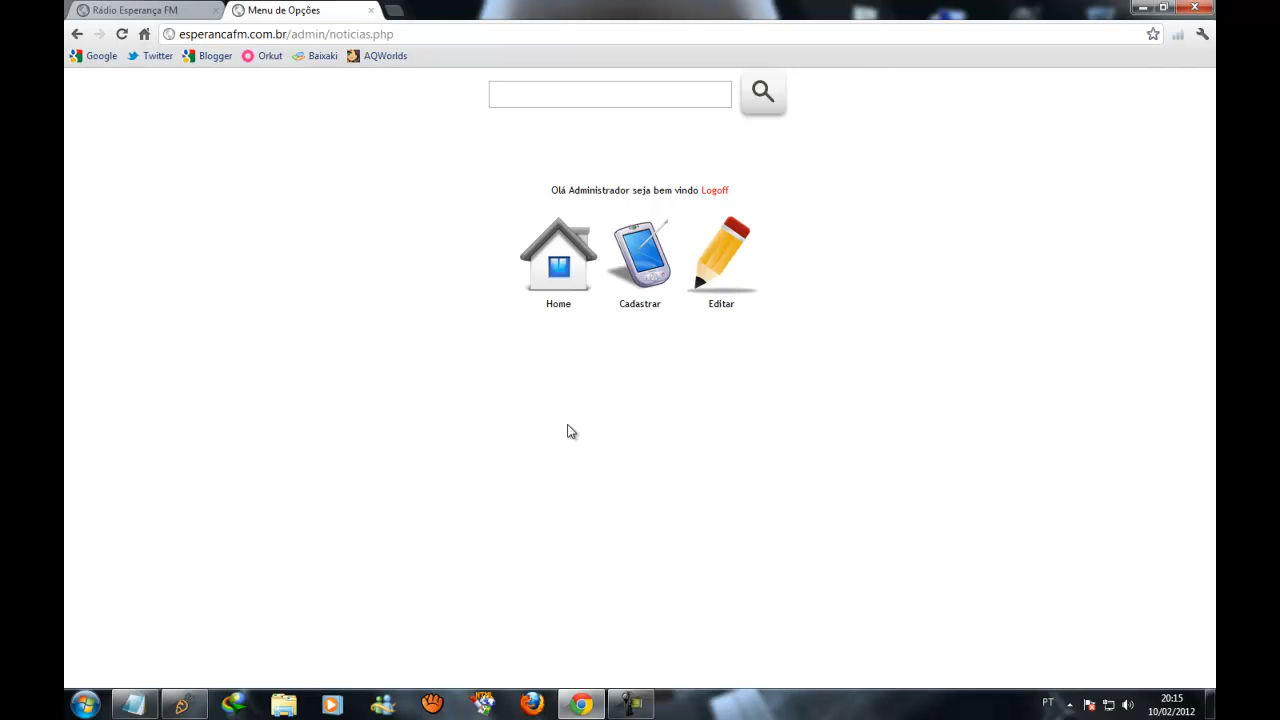 Rádio Esperança FM
Menu de Opções
esperancafm.com.br/admin/noticias.php
Google Twitter Blogger Orkut Baixaki AQWorlds
Olá Administrador seja bem vindo Logoff
Home Cadastrar Editar
PT
20:15
10/02/2012